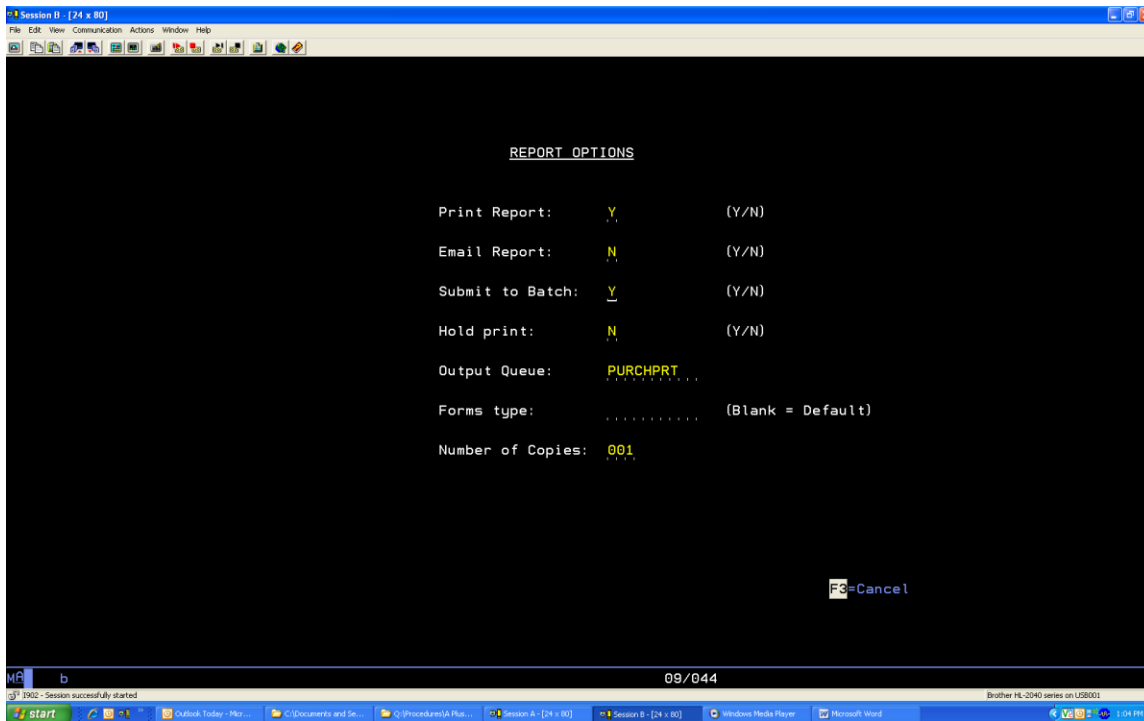 Session B - [24 x 80]
File Edit View Communication Actions Window Help
REPORT OPTIONS
Print Report: Y (Y/N)
Email Report: N (Y/N)
Submit to Batch: Y (Y/N)
Hold print: N (Y/N)
Output Queue: PURCHPRT
Forms type: (Blank = Default)
Number of Copies: 001
F3=Cancel
MA b 09/044
I902 - Session successfully started Brother HL-2040 series on USB001
start Outlook Today - Micr... C:\Documents and Se... Q:\Procedures\A Plus... Session A - [24 x 80] Session B - [24 x 80] Windows Media Player Microsoft Word 1:04 PM